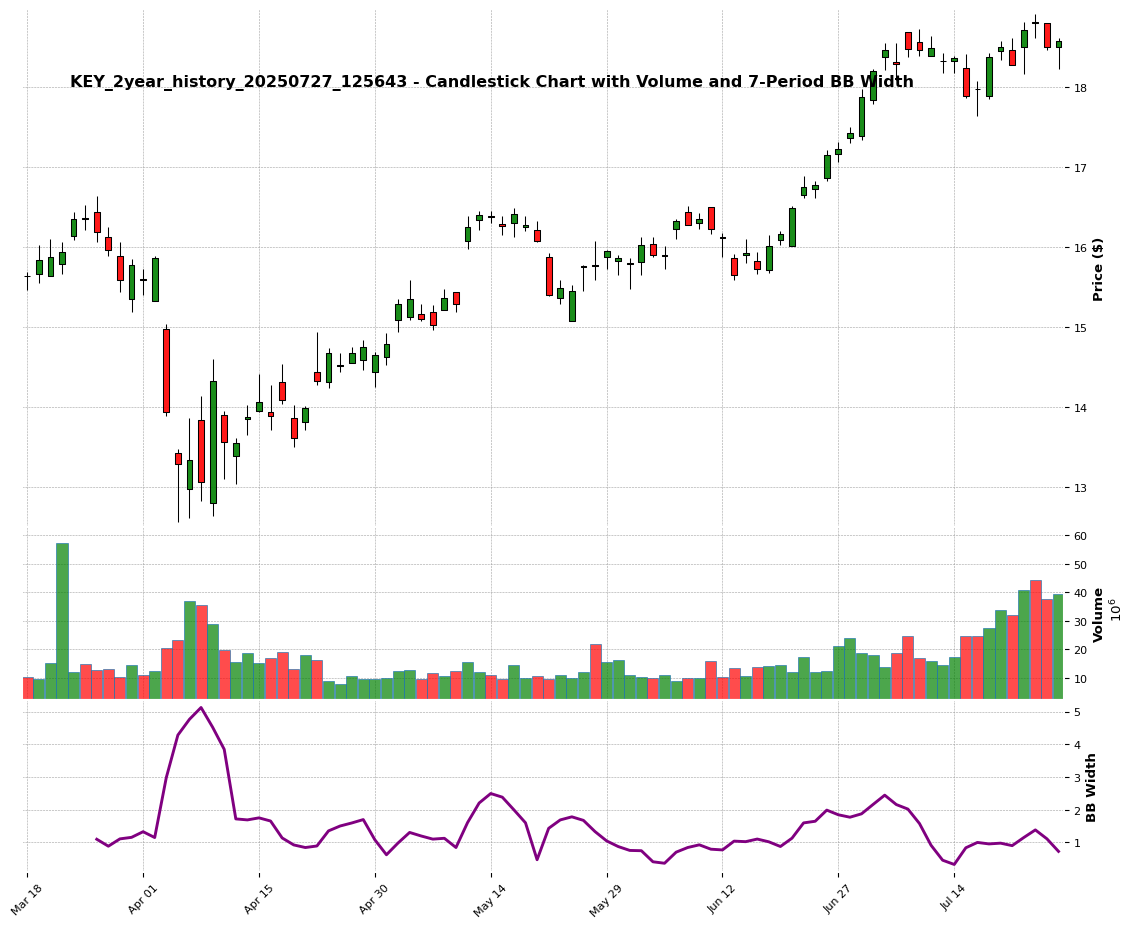 KEY_2year_history_20250727_125643 - Candlestick Chart with Volume and 7-Period BB Width
18
17
16
15
14
13
Price ($)
60
50
40
30
20
10
Volume
10^6
5
4
3
2
1
BB Width
Mar 18
Apr 01
Apr 15
Apr 30
May 14
May 29
Jun 12
Jun 27
Jul 14